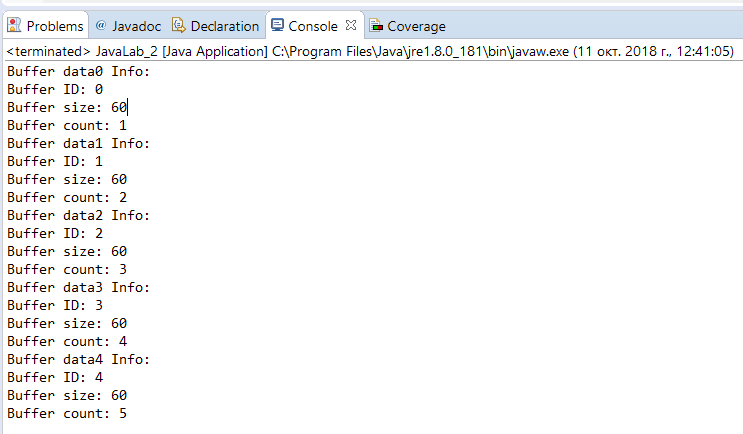 Problems @ Javadoc Declaration Console Coverage
<terminated> JavaLab_2 [Java Application] C:\Program Files\Java\jre1.8.0_181\bin\javaw.exe (11 окт. 2018 г., 12:41:05)
Buffer data0 Info:
Buffer ID: 0
Buffer size: 60
Buffer count: 1
Buffer data1 Info:
Buffer ID: 1
Buffer size: 60
Buffer count: 2
Buffer data2 Info:
Buffer ID: 2
Buffer size: 60
Buffer count: 3
Buffer data3 Info:
Buffer ID: 3
Buffer size: 60
Buffer count: 4
Buffer data4 Info:
Buffer ID: 4
Buffer size: 60
Buffer count: 5